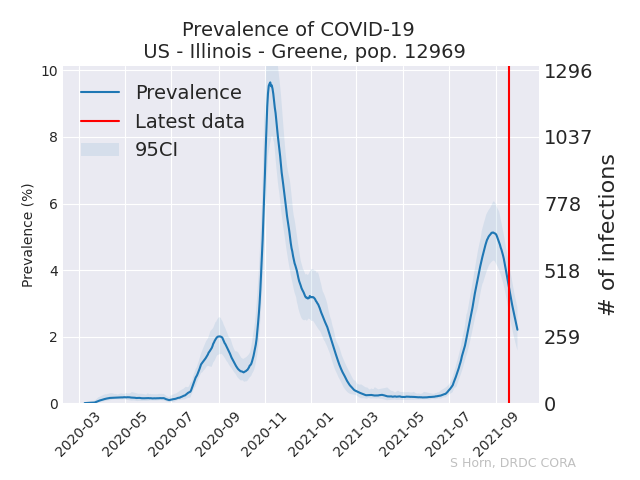 Prevalence of COVID-19
US - Illinois - Greene, pop. 12969
Prevalence
Latest data
95CI
Prevalence (%)
10
8
6
4
2
0
1296
1037
778
518
259
0
# of infections
2020-03
2020-05
2020-07
2020-09
2020-11
2021-01
2021-03
2021-05
2021-07
2021-09
S Horn, DRDC CORA